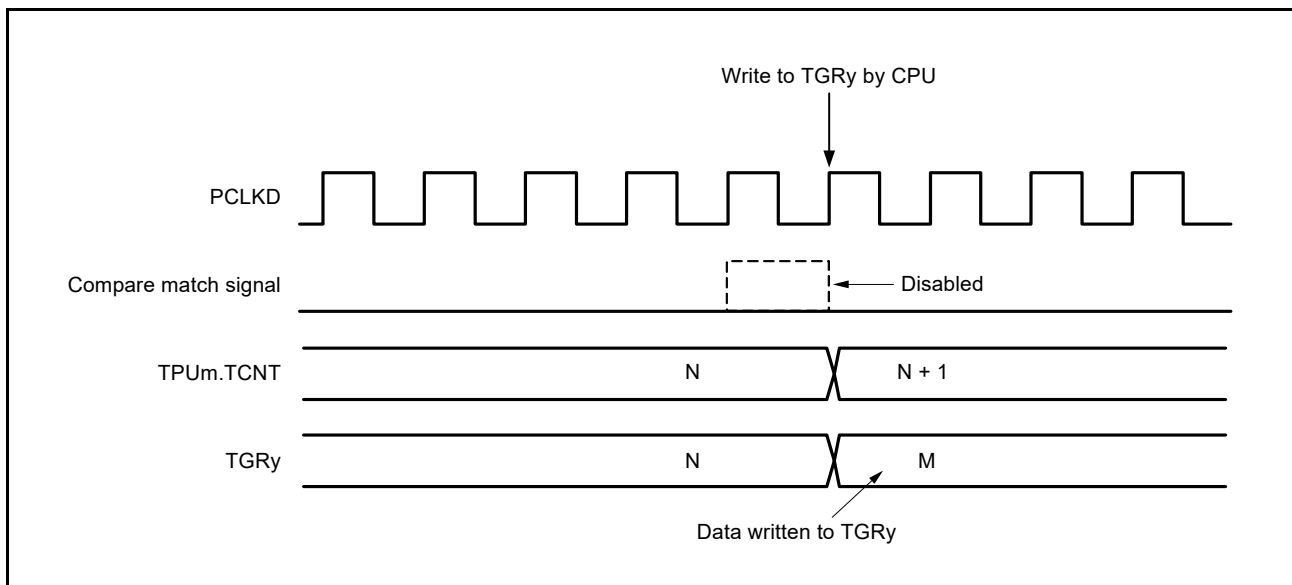 Write to TGRy by CPU
PCLKD
Compare match signal
Disabled
TPUm.TCNT
N
N + 1
TGRy
N
M
Data written to TGRy